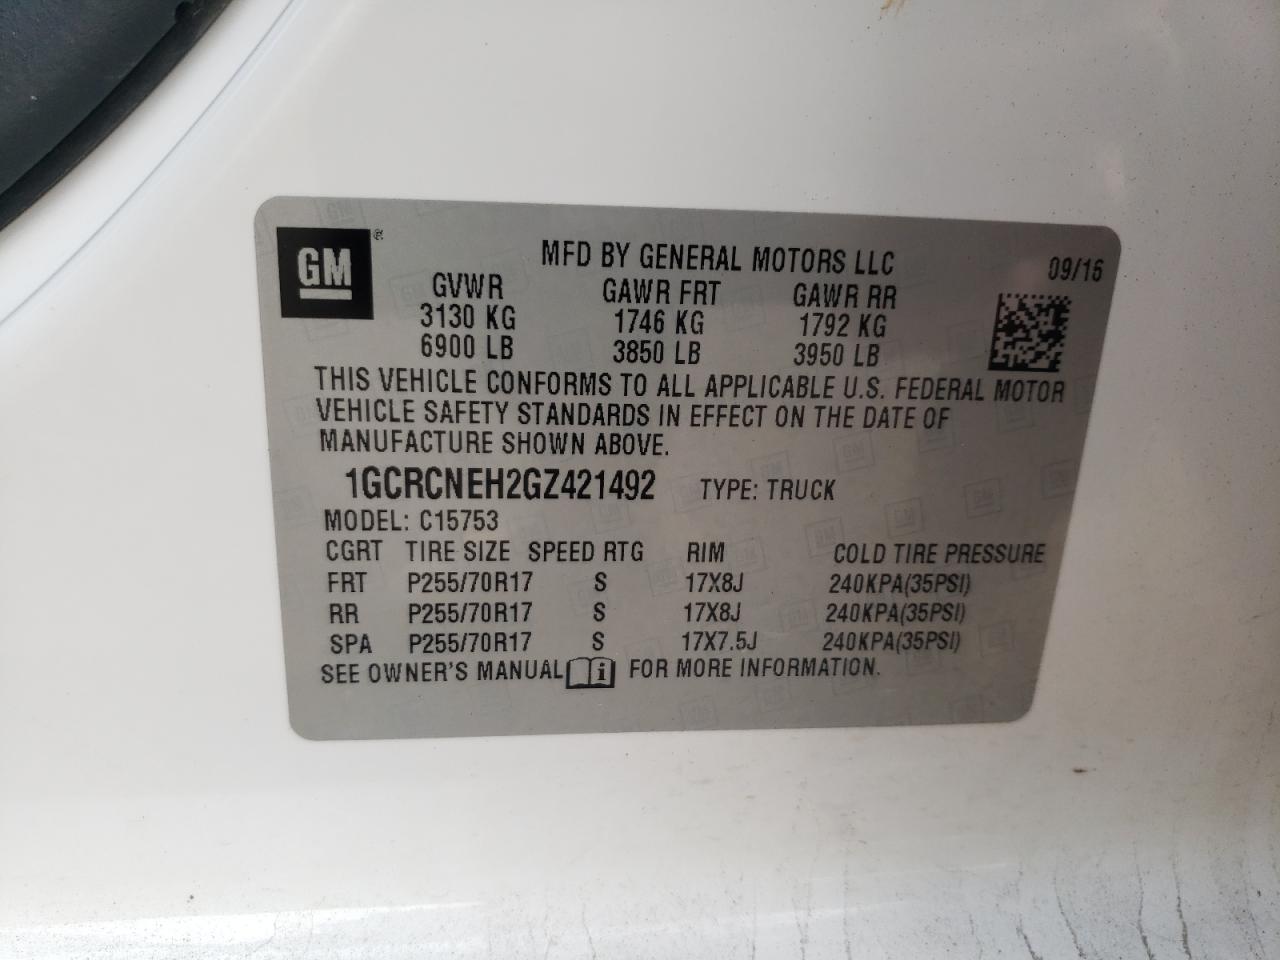 GM ®
MFD BY GENERAL MOTORS LLC 09/16
GVWR GAWR FRT GAWR RR
3130 KG 1746 KG 1792 KG
6900 LB 3850 LB 3950 LB
THIS VEHICLE CONFORMS TO ALL APPLICABLE U.S. FEDERAL MOTOR
VEHICLE SAFETY STANDARDS IN EFFECT ON THE DATE OF
MANUFACTURE SHOWN ABOVE.
1GCRCNEH2GZ421492 TYPE: TRUCK
MODEL: C15753
CGRT TIRE SIZE SPEED RTG RIM COLD TIRE PRESSURE
FRT P255/70R17 S 17X8J 240KPA(35PSI)
RR P255/70R17 S 17X8J 240KPA(35PSI)
SPA P255/70R17 S 17X7.5J 240KPA(35PSI)
SEE OWNER'S MANUAL i FOR MORE INFORMATION.